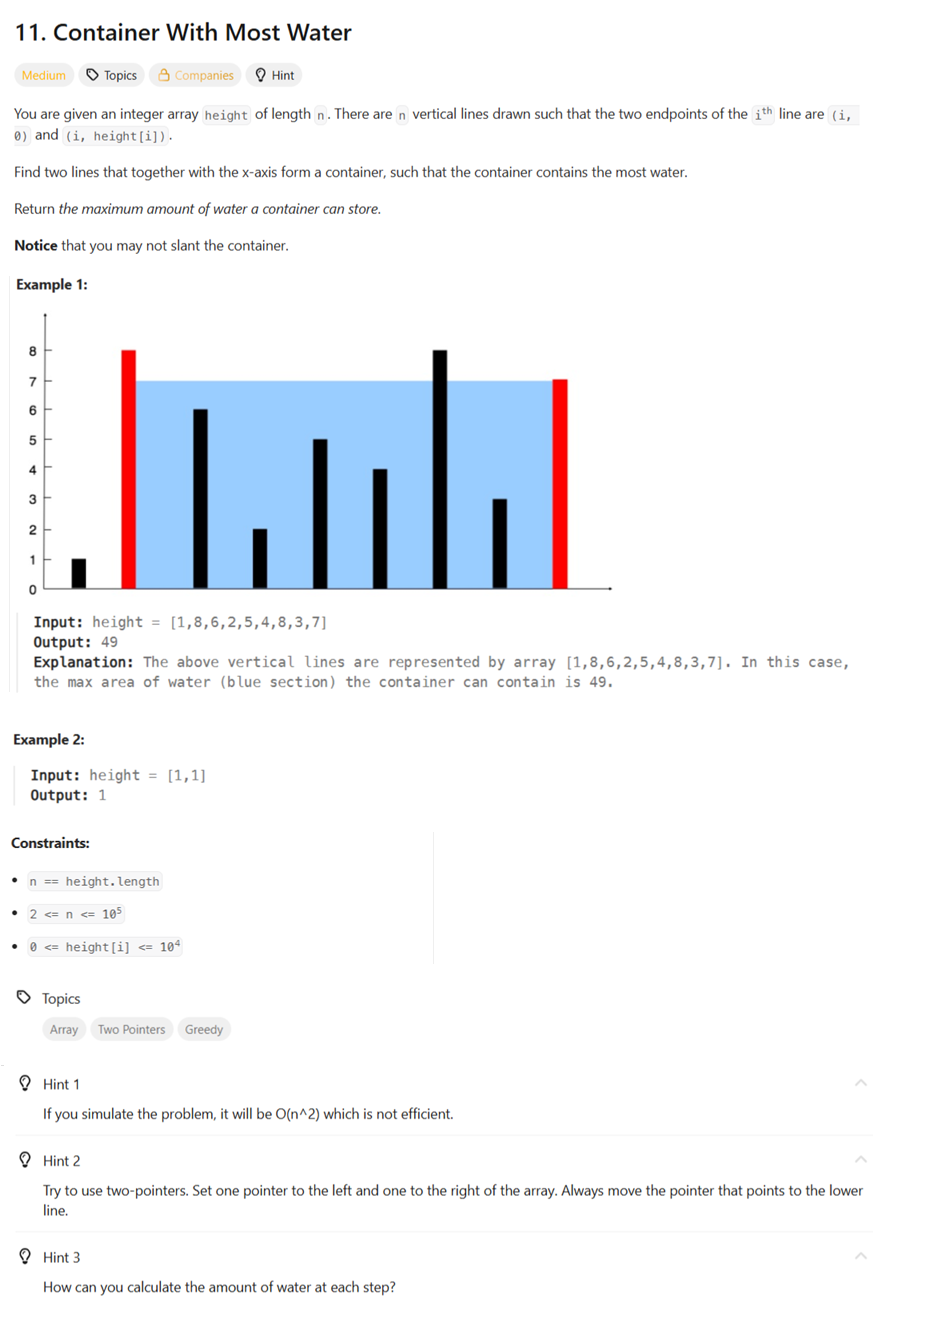 11. Container With Most Water
Medium Topics Companies Hint
You are given an integer array height of length n. There are n vertical lines drawn such that the two endpoints of the ith line are (i,
0) and (i, height[i]).
Find two lines that together with the x-axis form a container, such that the container contains the most water.
Return the maximum amount of water a container can store.
Notice that you may not slant the container.
Example 1:
8
7
6
5
4
3
2
1
0
Input: height = [1,8,6,2,5,4,8,3,7]
Output: 49
Explanation: The above vertical lines are represented by array [1,8,6,2,5,4,8,3,7]. In this case,
the max area of water (blue section) the container can contain is 49.
Example 2:
Input: height = [1,1]
Output: 1
Constraints:
• n == height.length
• 2 <= n <= 10⁵
• 0 <= height[i] <= 10⁴
Topics
Array Two Pointers Greedy
Hint 1
If you simulate the problem, it will be O(n^2) which is not efficient.
Hint 2
Try to use two-pointers. Set one pointer to the left and one to the right of the array. Always move the pointer that points to the lower
line.
Hint 3
How can you calculate the amount of water at each step?